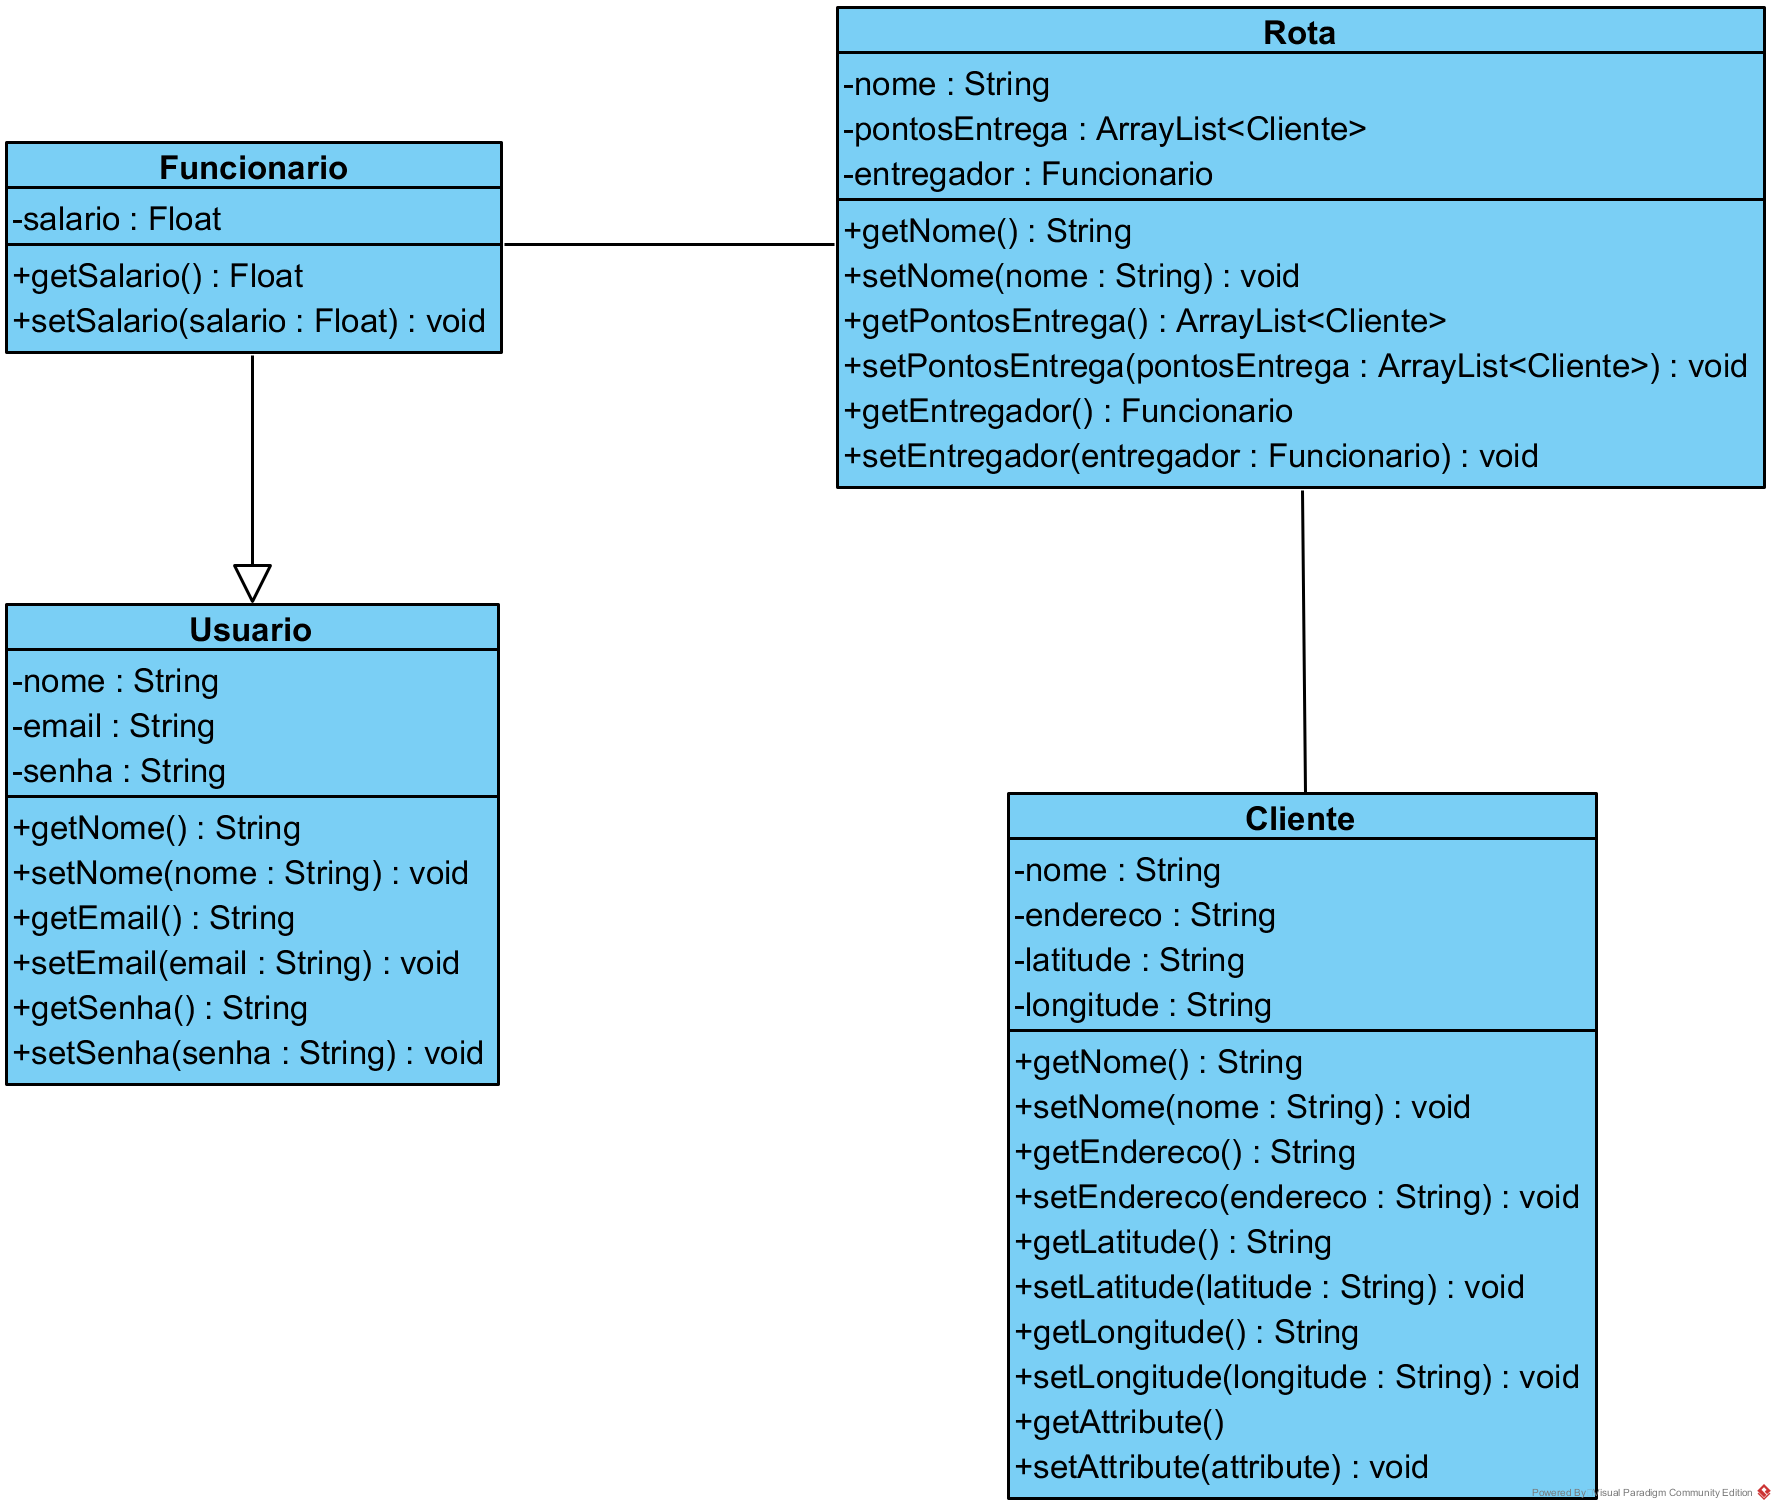 Rota
-nome : String
-pontosEntrega : ArrayList<Cliente>
-entregador : Funcionario
+getNome() : String
+setNome(nome : String) : void
+getPontosEntrega() : ArrayList<Cliente>
+setPontosEntrega(pontosEntrega : ArrayList<Cliente>) : void
+getEntregador() : Funcionario
+setEntregador(entregador : Funcionario) : void
Funcionario
-salario : Float
+getSalario() : Float
+setSalario(salario : Float) : void
Usuario
-nome : String
-email : String
-senha : String
+getNome() : String
+setNome(nome : String) : void
+getEmail() : String
+setEmail(email : String) : void
+getSenha() : String
+setSenha(senha : String) : void
Cliente
-nome : String
-endereco : String
-latitude : String
-longitude : String
+getNome() : String
+setNome(nome : String) : void
+getEndereco() : String
+setEndereco(endereco : String) : void
+getLatitude() : String
+setLatitude(latitude : String) : void
+getLongitude() : String
+setLongitude(longitude : String) : void
+getAttribute()
+setAttribute(attribute) : void
Powered By Visual Paradigm Community Edition